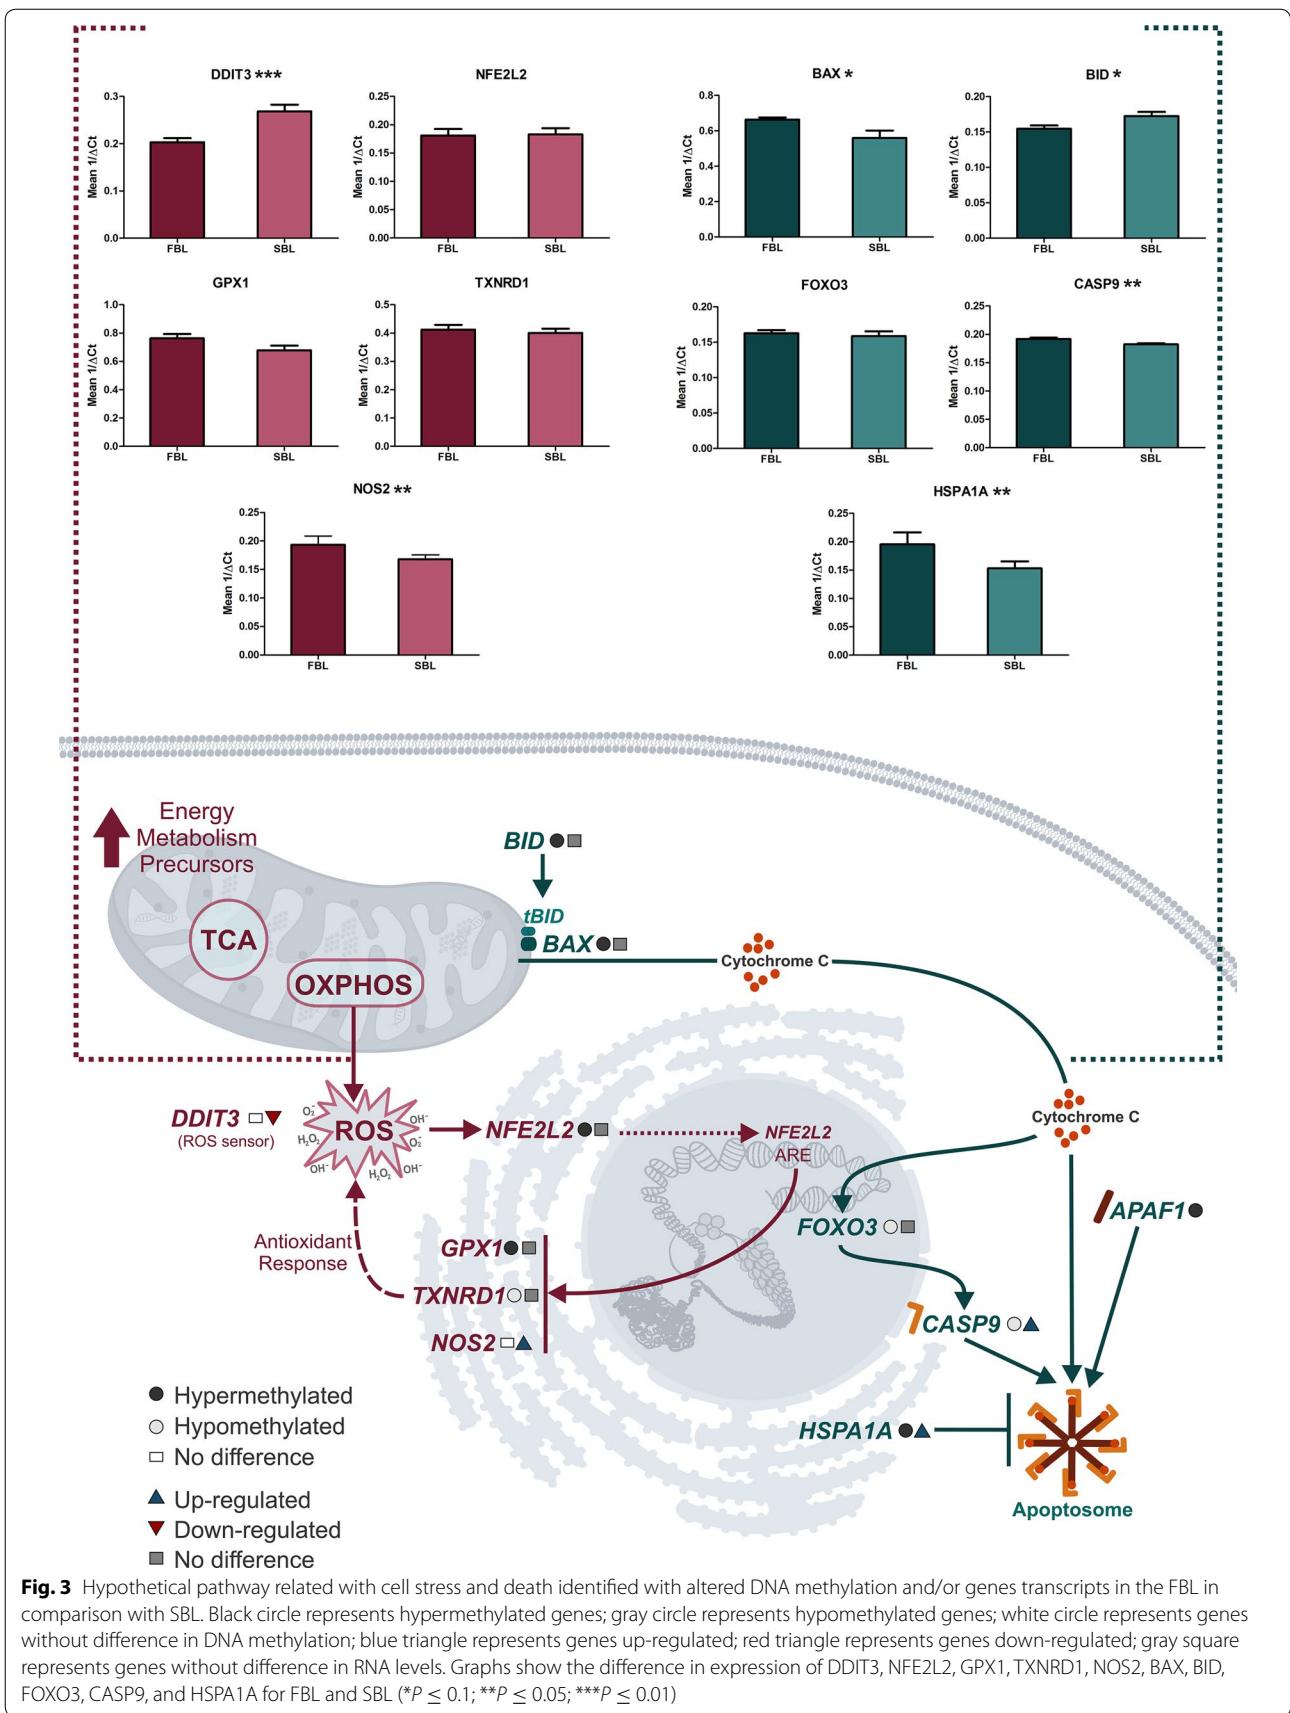 DDIT3 ***
Mean 1/ΔCt
0.3
0.2
0.1
0.0
FBL
SBL
NFE2L2
Mean 1/ΔCt
0.25
0.20
0.15
0.10
0.05
0.00
FBL
SBL
BAX *
Mean 1/ΔCt
0.8
0.6
0.4
0.2
0.0
FBL
SBL
BID *
Mean 1/ΔCt
0.20
0.15
0.10
0.05
0.00
FBL
SBL
GPX1
Mean 1/ΔCt
1.0
0.8
0.6
0.4
0.2
0.0
FBL
SBL
TXNRD1
Mean 1/ΔCt
0.5
0.4
0.3
0.2
0.1
0.0
FBL
SBL
FOXO3
Mean 1/ΔCt
0.20
0.15
0.10
0.05
0.00
FBL
SBL
CASP9 **
Mean 1/ΔCt
0.25
0.20
0.15
0.10
0.05
0.00
FBL
SBL
NOS2 **
Mean 1/ΔCt
0.25
0.20
0.15
0.10
0.05
0.00
FBL
SBL
HSPA1A **
Mean 1/ΔCt
0.25
0.20
0.15
0.10
0.05
0.00
FBL
SBL
Energy
Metabolism
Precursors
TCA
OXPHOS
BID
tBID
BAX
Cytochrome C
Cytochrome C
DDIT3
(ROS sensor)
ROS
O₂⁻
OH⁻
H₂O₂
O₂⁻
OH⁻
H₂O₂
OH⁻
NFE2L2
NFE2L2
ARE
FOXO3
APAF1
Antioxidant
Response
GPX1
TXNRD1
NOS2
CASP9
HSPA1A
Apoptosome
Hypermethylated
Hypomethylated
No difference
Up-regulated
Down-regulated
No difference
Fig. 3 Hypothetical pathway related with cell stress and death identified with altered DNA methylation and/or genes transcripts in the FBL in
comparison with SBL. Black circle represents hypermethylated genes; gray circle represents hypomethylated genes; white circle represents genes
without difference in DNA methylation; blue triangle represents genes up-regulated; red triangle represents genes down-regulated; gray square
represents genes without difference in RNA levels. Graphs show the difference in expression of DDIT3, NFE2L2, GPX1, TXNRD1, NOS2, BAX, BID,
FOXO3, CASP9, and HSPA1A for FBL and SBL (*P ≤ 0.1; **P ≤ 0.05; ***P ≤ 0.01)